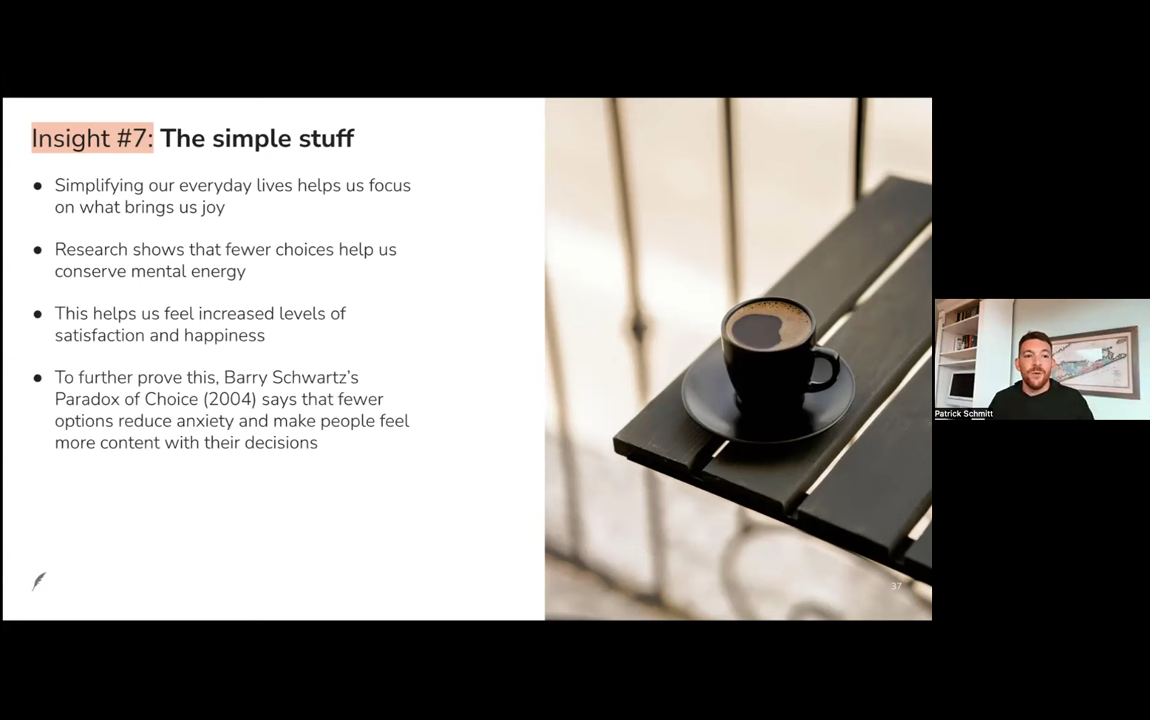 Insight #7: The simple stuff
● Simplifying our everyday lives helps us focus
on what brings us joy
● Research shows that fewer choices help us
conserve mental energy
● This helps us feel increased levels of
satisfaction and happiness
● To further prove this, Barry Schwartz’s
Paradox of Choice (2004) says that fewer
options reduce anxiety and make people feel
more content with their decisions
37
Patrick Schmitt